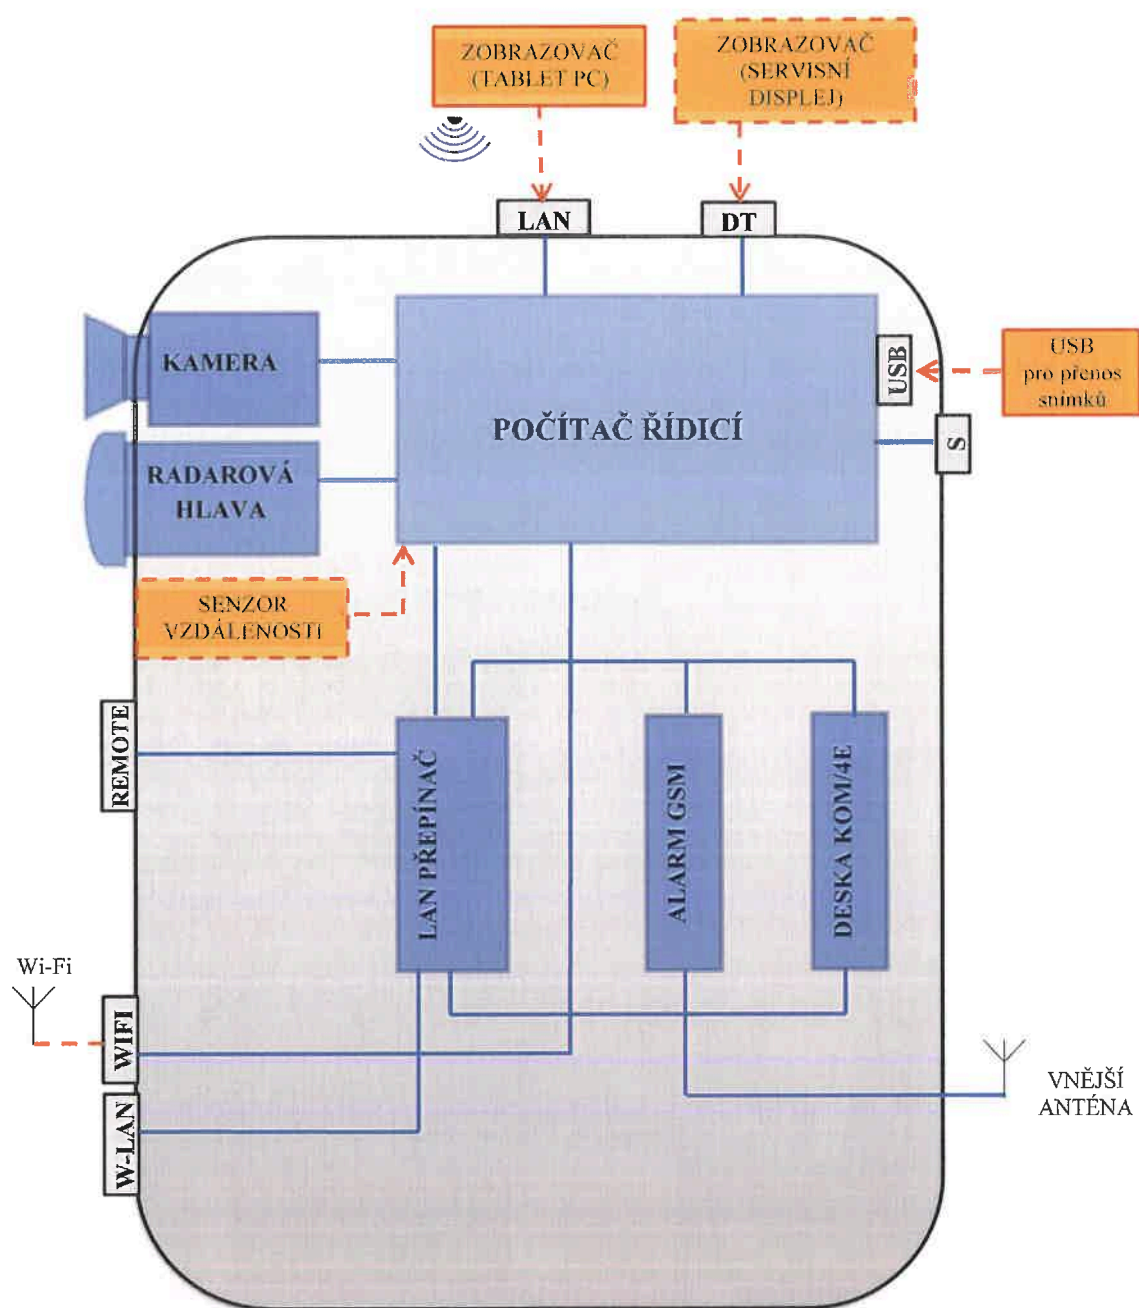 ZOBRAZOVAČ
(TABLET PC)
ZOBRAZOVAČ
(SERVISNÍ
DISPLEJ)
LAN
DT
KAMERA
USB
USB
pro přenos
snímků
POČÍTAČ ŘÍDICÍ
S
RADAROVÁ
HLAVA
SENZOR
VZDÁLENOSTI
REMOTE
LAN PŘEPÍNAČ
ALARM GSM
DESKA KOM/4E
Wi-Fi
WIFI
VNĚJŠÍ
ANTÉNA
W-LAN